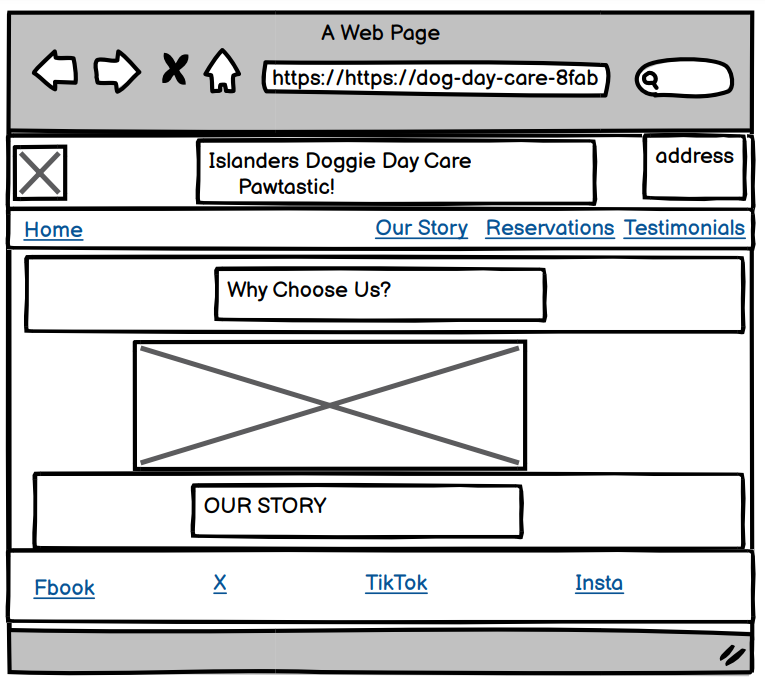 A Web Page
https://https://dog-day-care-8fab
Islanders Doggie Day Care
Pawtastic!
address
Home Our Story Reservations Testimonials
Why Choose Us?
OUR STORY
Fbook X TikTok Insta